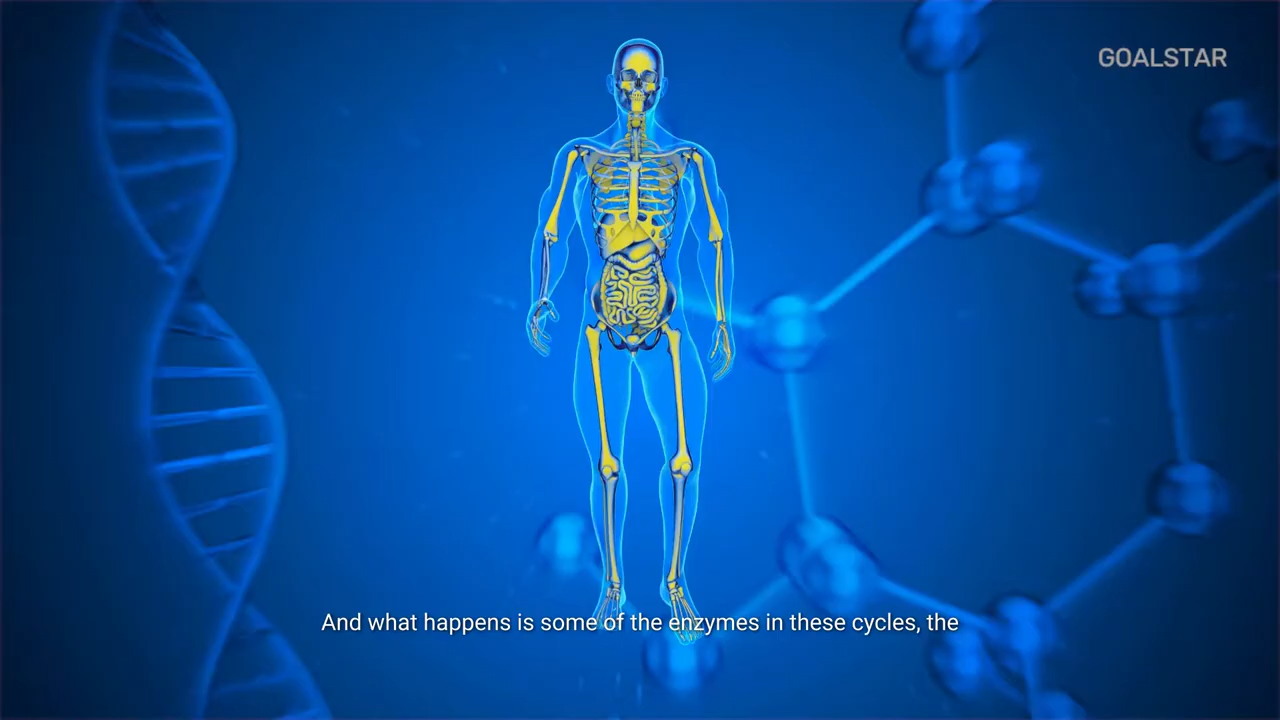 GOALSTAR
And what happens is some of the enzymes in these cycles, the